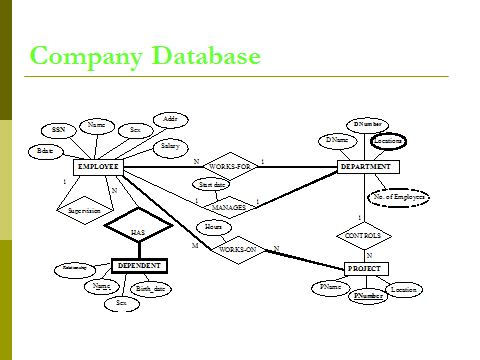 Company Database
Addr
DNumber
Name
SSN
Sex
DName
Locations
Salary
Bdate
N
WORKS-FOR
1
EMPLOYEE
DEPARTMENT
1
N
Start date
No. of Employees
1
MANAGES
1
Supervision
1
Hours
HAS
CONTROLS
M
WORKS-ON
N
N
DEPENDENT
PROJECT
Relationship
Name
Birth_date
PName
Location
PNumber
Sex